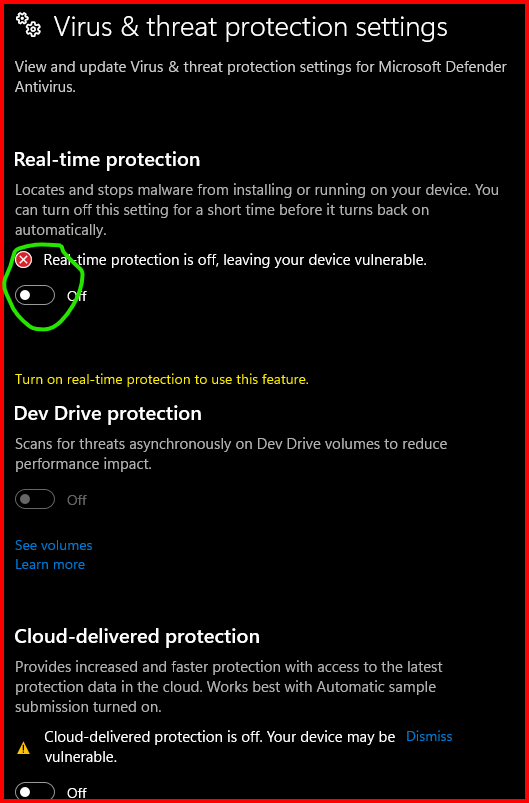 Virus & threat protection settings
View and update Virus & threat protection settings for Microsoft Defender
Antivirus.
Real-time protection
Locates and stops malware from installing or running on your device. You
can turn off this setting for a short time before it turns back on
automatically.
Real-time protection is off, leaving your device vulnerable.
Off
Turn on real-time protection to use this feature.
Dev Drive protection
Scans for threats asynchronously on Dev Drive volumes to reduce
performance impact.
Off
See volumes
Learn more
Cloud-delivered protection
Provides increased and faster protection with access to the latest
protection data in the cloud. Works best with Automatic sample
submission turned on.
Cloud-delivered protection is off. Your device may be Dismiss
vulnerable.
Off